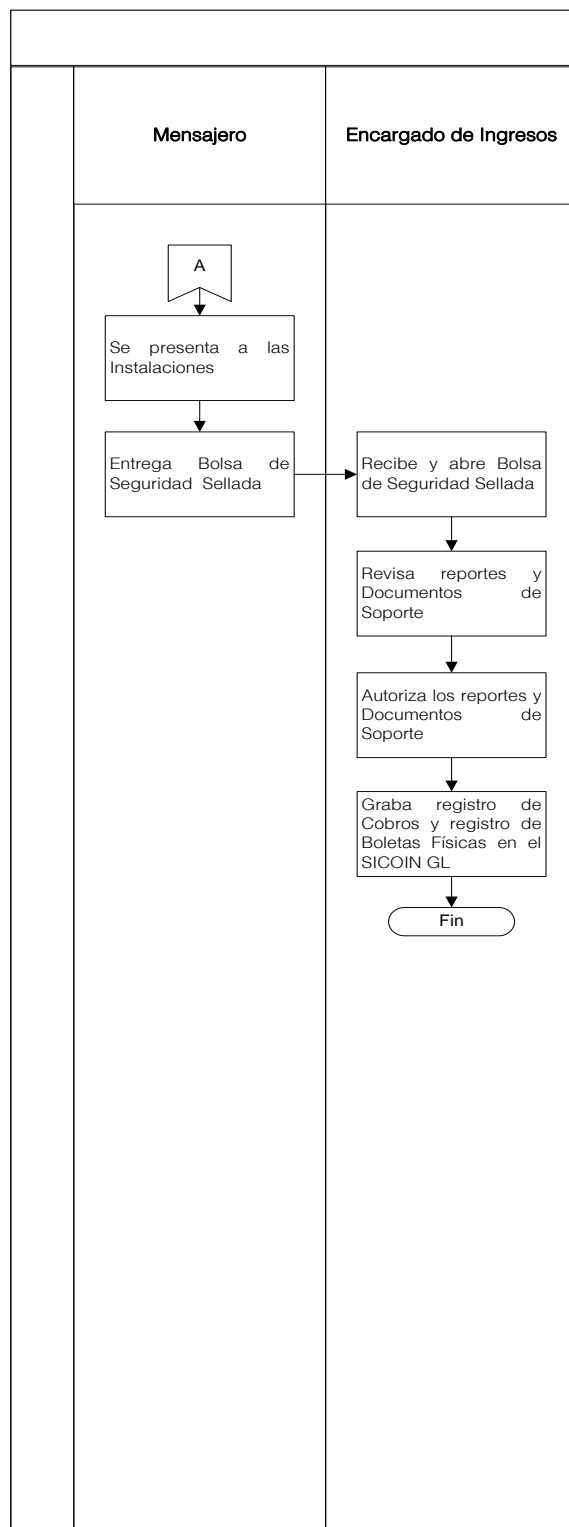 Mensajero
Encargado de Ingresos
A
Se presenta a las
Instalaciones
Entrega Bolsa de
Seguridad Sellada
Recibe y abre Bolsa
de Seguridad Sellada
Revisa reportes y
Documentos de
Soporte
Autoriza los reportes y
Documentos de
Soporte
Graba registro de
Cobros y registro de
Boletas Físicas en el
SICOIN GL
Fin